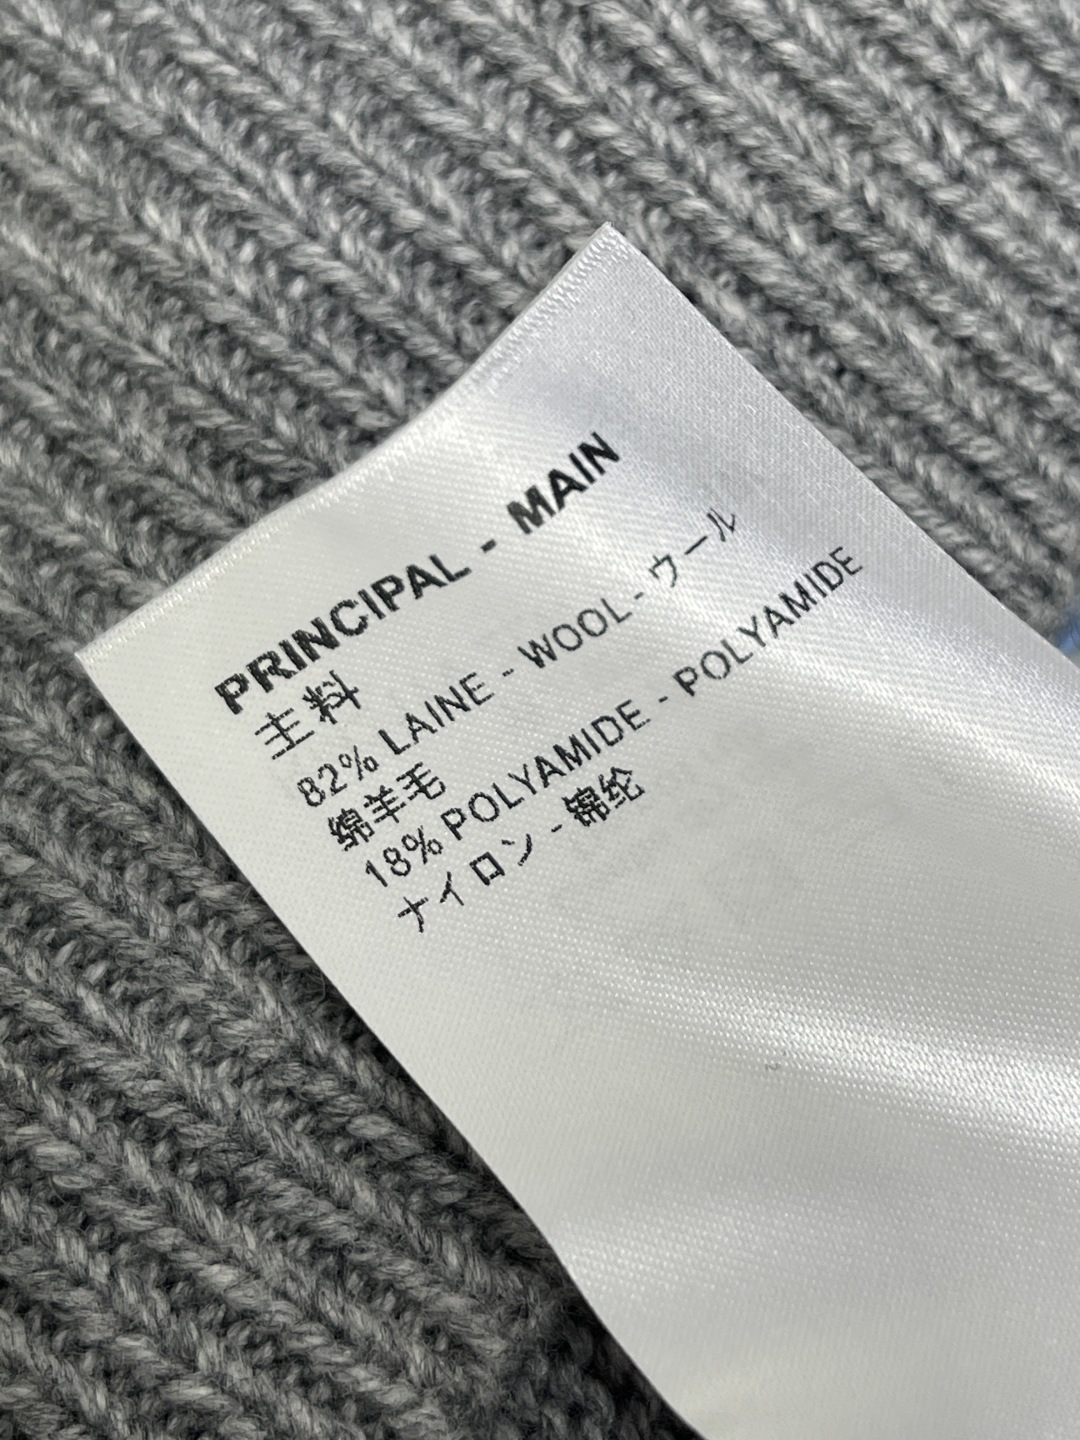 PRINCIPAL - MAIN
主料
82% LAINE - WOOL - ウール
绵羊毛
18% POLYAMIDE - POLYAMIDE
ナイロン - 锦纶